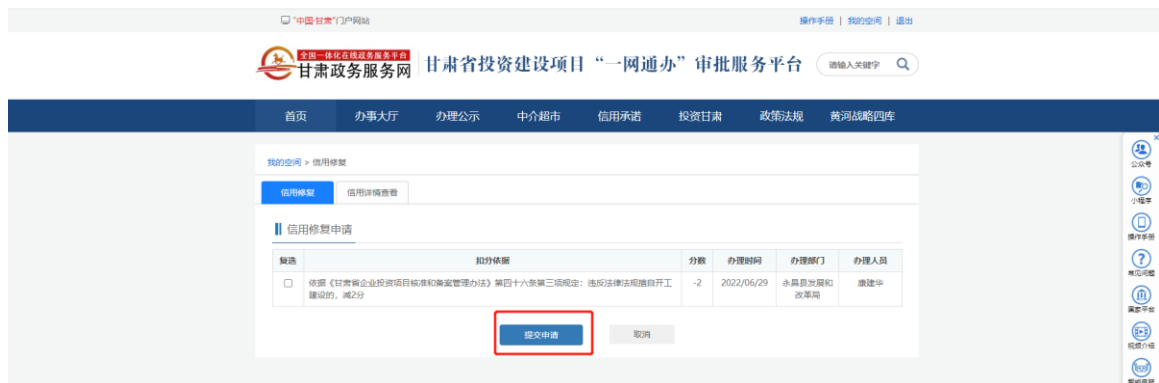 “中国·甘肃”门户网站
操作手册 | 我的空间 | 退出
全国一体化在线政务服务平台
甘肃政务服务网
甘肃省投资建设项目“一网通办”审批服务平台
请输入关键字
首页 办事大厅 办理公示 中介超市 信用承诺 投资甘肃 政策法规 黄河战略四库
我的空间 > 信用修复
信用修复 信用详情查看
信用修复申请
复选 扣分依据 分数 办理时间 办理部门 办理人员
依据《甘肃省企业投资项目核准和备案管理办法》第四十六条第三项规定：违反法律法规擅自开工
建设的，减2分
-2 2022/06/29
永昌县发展和
改革局
康建华
提交申请 取消
公众号
小程序
操作手册
常见问题
国家平台
视频介绍